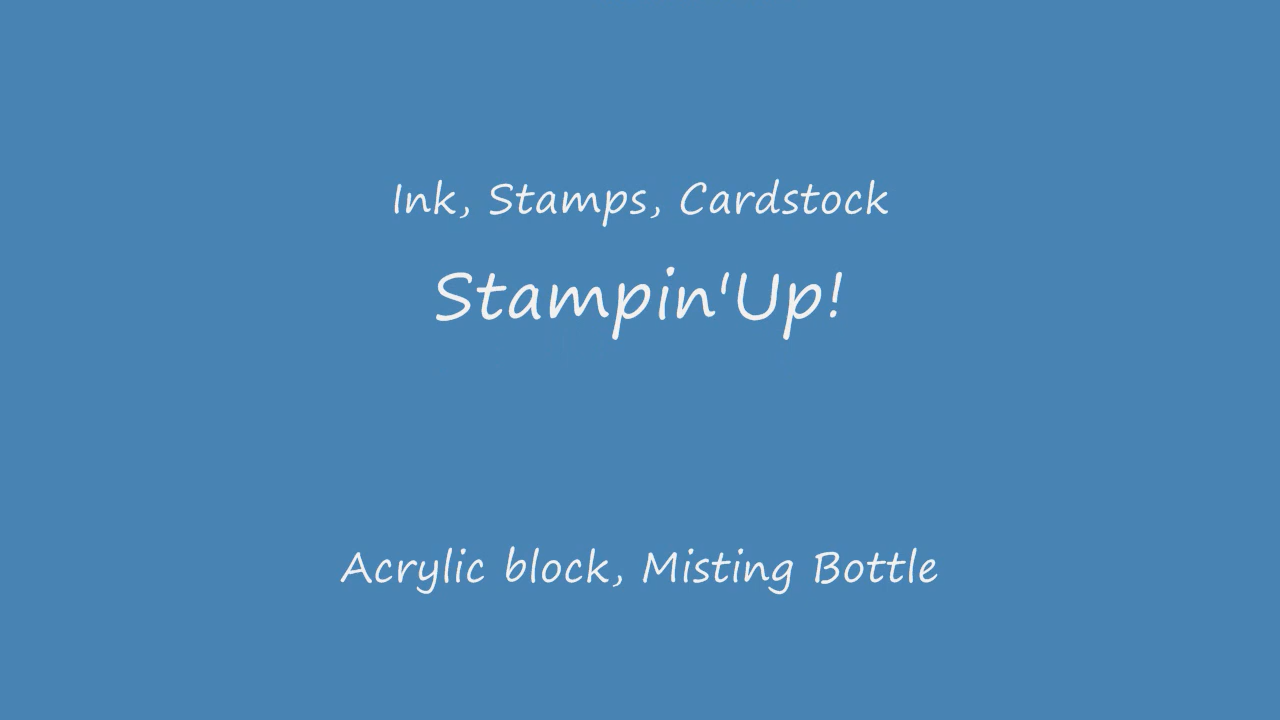 Ink, Stamps, Cardstock
Stampin'Up!
Acrylic block, Misting Bottle